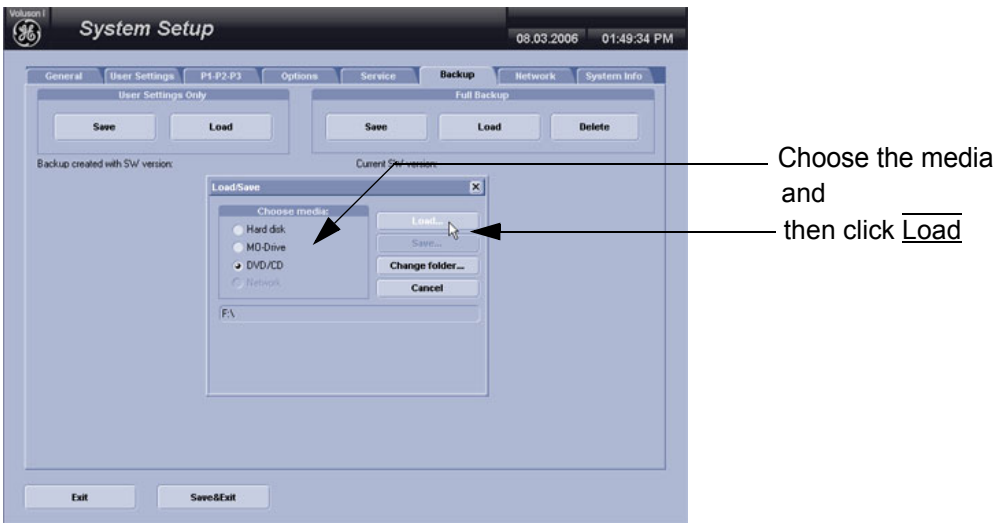 Voluson i
System Setup
08.03.2006 01:49:34 PM
General User Settings P1-P2-P3 Options Service Backup Network System Info
User Settings Only Full Backup
Save Load Save Load Delete
Backup created with SW version: Current SW version:
Choose the media
and
then click Load
Load/Save
Choose media:
Hard disk
MO-Drive
DVD/CD
Network
Load...
Save...
Change folder...
Cancel
F:\
Exit Save&Exit